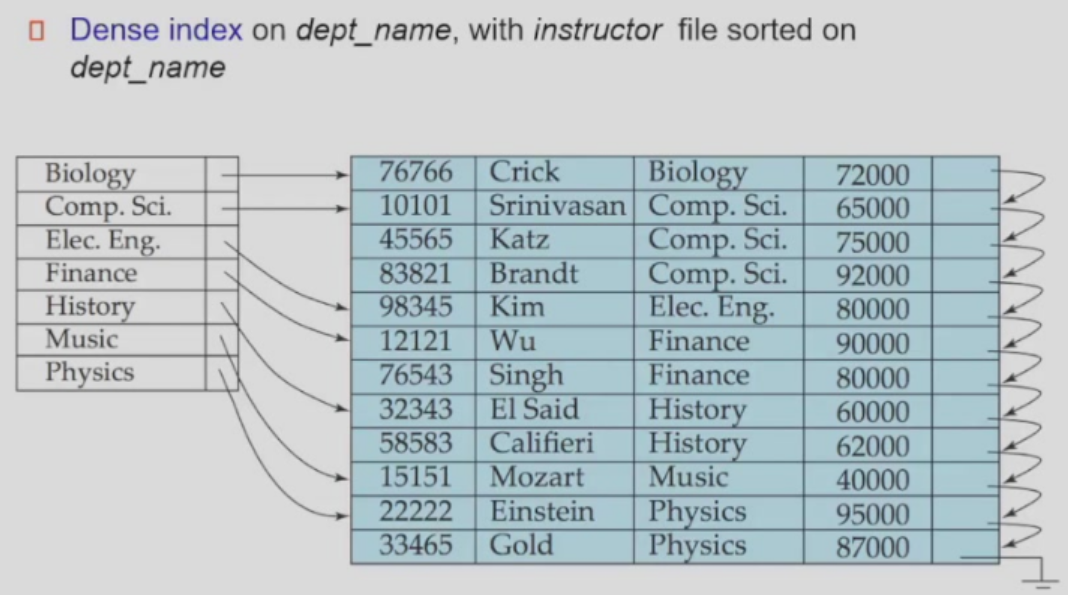 Dense index on dept_name, with instructor file sorted on
dept_name
Biology
Comp. Sci.
Elec. Eng.
Finance
History
Music
Physics
76766 Crick Biology 72000
10101 Srinivasan Comp. Sci. 65000
45565 Katz Comp. Sci. 75000
83821 Brandt Comp. Sci. 92000
98345 Kim Elec. Eng. 80000
12121 Wu Finance 90000
76543 Singh Finance 80000
32343 El Said History 60000
58583 Califieri History 62000
15151 Mozart Music 40000
22222 Einstein Physics 95000
33465 Gold Physics 87000